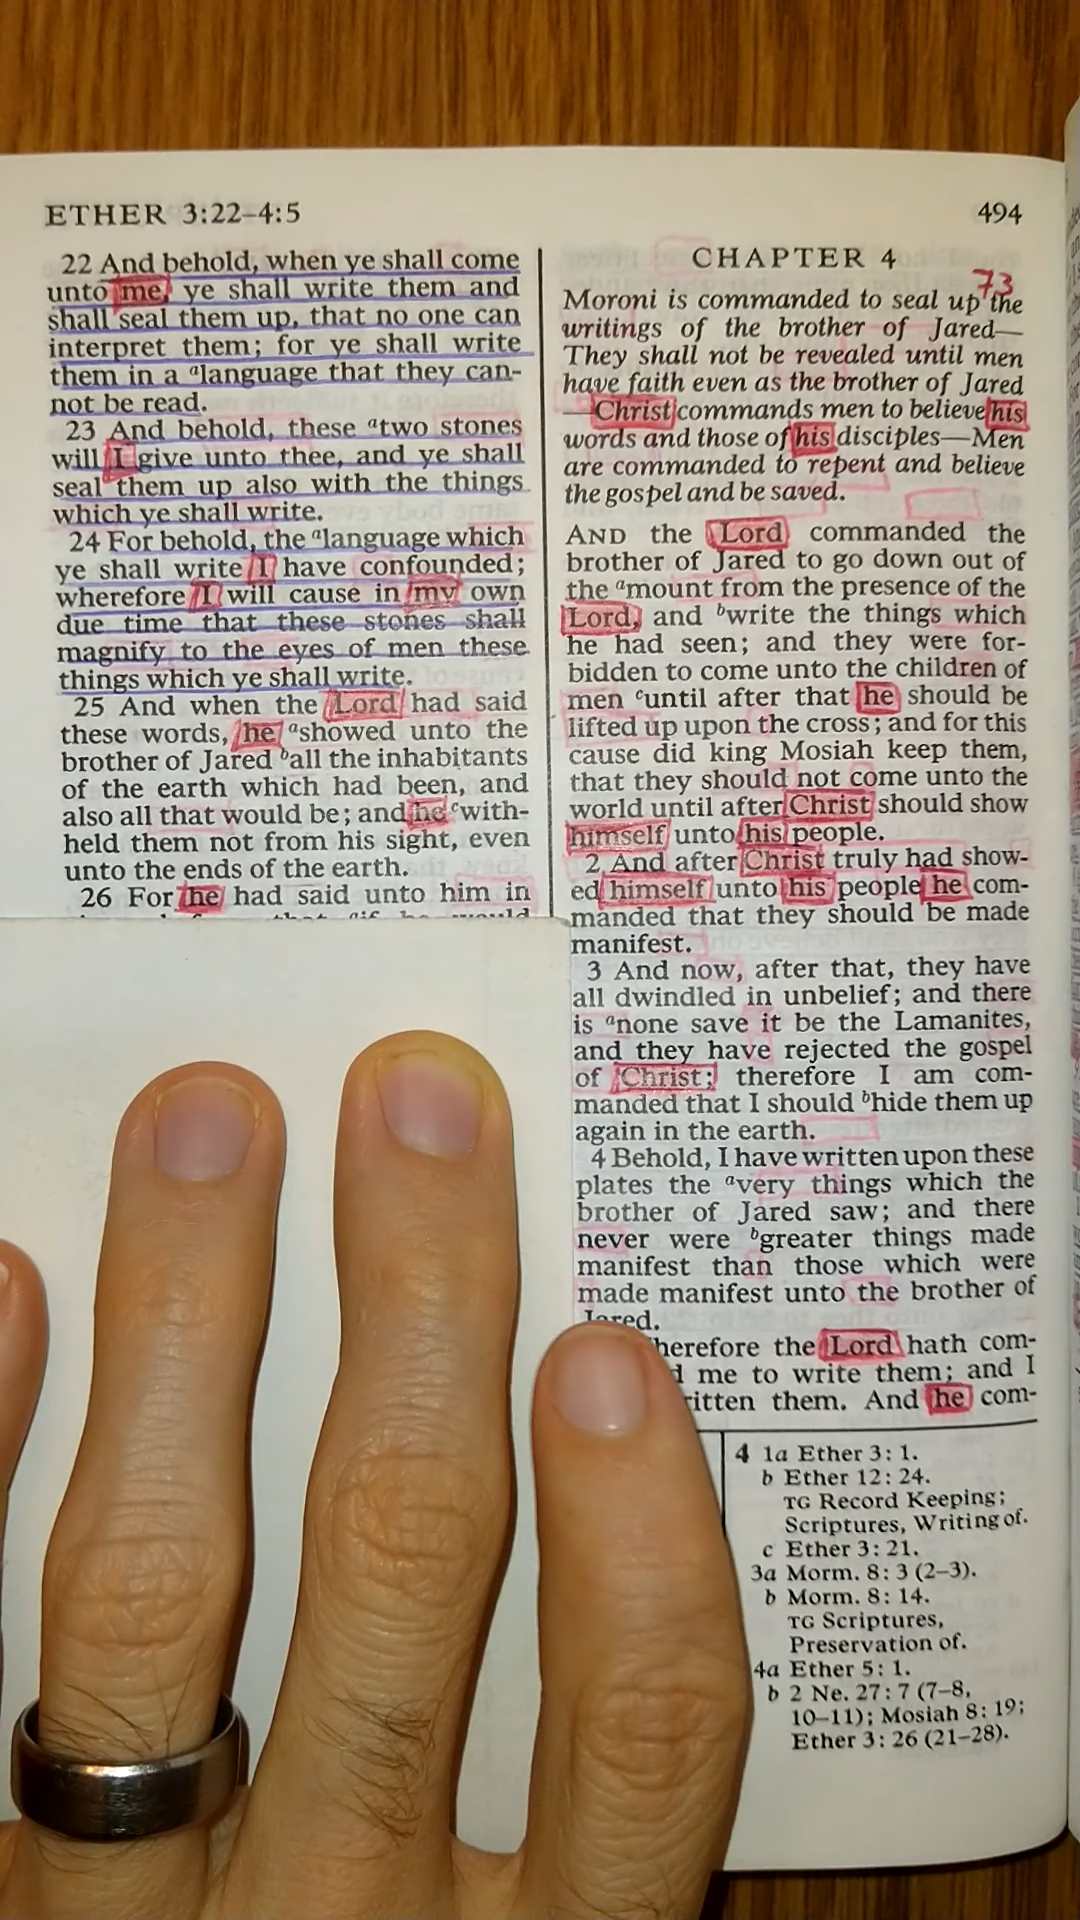 ETHER 3:22–4:5
494
22 And behold, when ye shall come
unto me, ye shall write them and
shall seal them up, that no one can
interpret them; for ye shall write
them in a alanguage that they can-
not be read.
23 And behold, these atwo stones
will I give unto thee, and ye shall
seal them up also with the things
which ye shall write.
24 For behold, the alanguage which
ye shall write I have confounded;
wherefore I will cause in my own
due time that these stones shall
magnify to the eyes of men these
things which ye shall write.
25 And when the Lord had said
these words, he ashowed unto the
brother of Jared ball the inhabitants
of the earth which had been, and
also all that would be; and he cwith-
held them not from his sight, even
unto the ends of the earth.
26 For he had said unto him in
CHAPTER 4
73
Moroni is commanded to seal up the
writings of the brother of Jared—
They shall not be revealed until men
have faith even as the brother of Jared
—Christ commands men to believe his
words and those of his disciples—Men
are commanded to repent and believe
the gospel and be saved.
AND the Lord commanded the
brother of Jared to go down out of
the amount from the presence of the
Lord, and bwrite the things which
he had seen; and they were for-
bidden to come unto the children of
men cuntil after that he should be
lifted up upon the cross; and for this
cause did king Mosiah keep them,
that they should not come unto the
world until after Christ should show
himself unto his people.
2 And after Christ truly had show-
ed himself unto his people he com-
manded that they should be made
manifest.
3 And now, after that, they have
all dwindled in unbelief; and there
is anone save it be the Lamanites,
and they have rejected the gospel
of Christ; therefore I am com-
manded that I should bhide them up
again in the earth.
4 Behold, I have written upon these
plates the avery things which the
brother of Jared saw; and there
never were bgreater things made
manifest than those which were
made manifest unto the brother of
Jared.
herefore the Lord hath com-
me to write them; and I
ritten them. And he com-
4 1a Ether 3:1.
b Ether 12:24.
TG Record Keeping;
Scriptures, Writing of.
c Ether 3:21.
3a Morm. 8:3 (2–3).
b Morm. 8:14.
TG Scriptures,
Preservation of.
4a Ether 5:1.
b 2 Ne. 27:7 (7–8,
10–11); Mosiah 8:19;
Ether 3:26 (21–28).